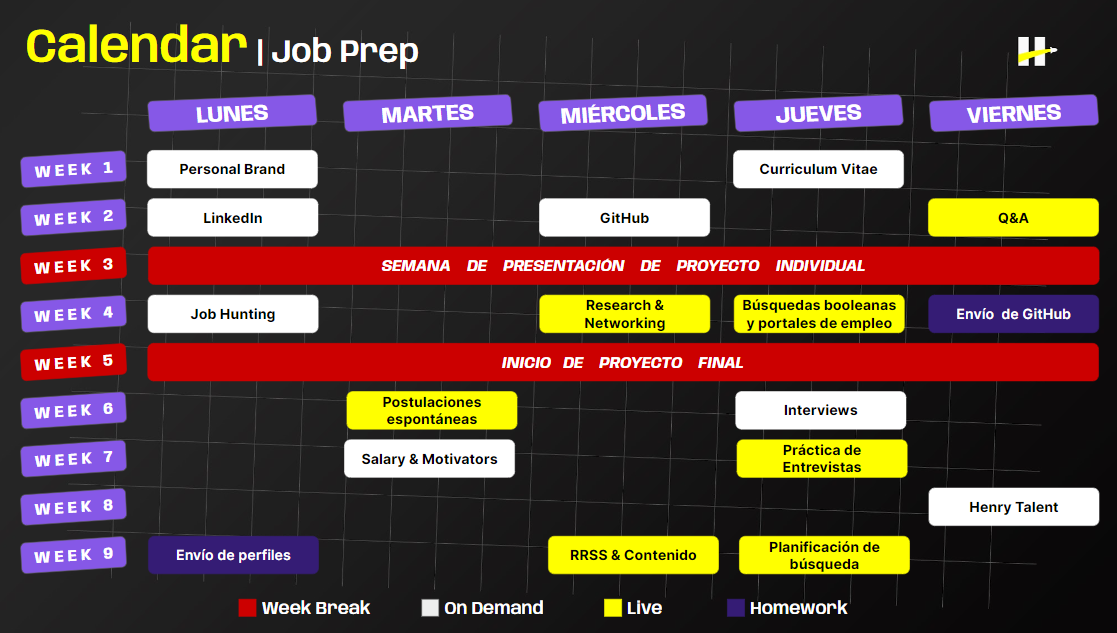 Calendar | Job Prep
H
LUNES MARTES MIÉRCOLES JUEVES VIERNES
WEEK 1 Personal Brand Curriculum Vitae
WEEK 2 LinkedIn GitHub Q&A
WEEK 3 SEMANA DE PRESENTACIÓN DE PROYECTO INDIVIDUAL
WEEK 4 Job Hunting
Research &
Networking
Búsquedas booleanas
y portales de empleo
Envío de GitHub
WEEK 5 INICIO DE PROYECTO FINAL
WEEK 6
Postulaciones
espontáneas
Interviews
WEEK 7 Salary & Motivators
Práctica de
Entrevistas
WEEK 8 Henry Talent
WEEK 9 Envío de perfiles RRSS & Contenido
Planificación de
búsqueda
Week Break On Demand Live Homework